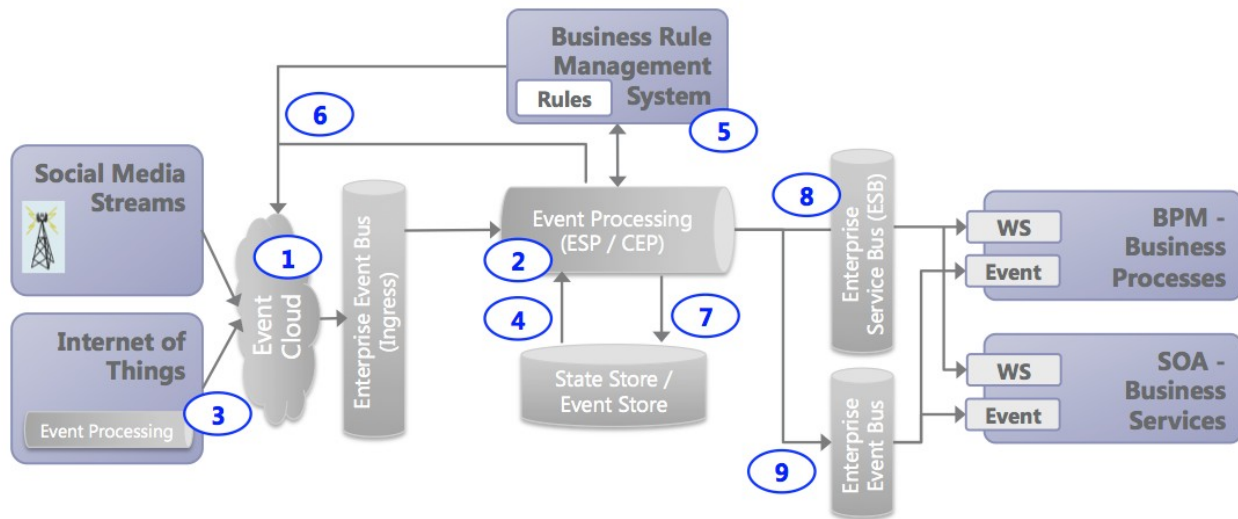 Business Rule
Management
System
Rules
5
6
Social Media
Streams
Internet of
Things
Event Processing
3
1
Event
Cloud
Enterprise Event Bus
(Ingress)
Event Processing
(ESP / CEP)
2
4
7
State Store /
Event Store
8
Enterprise
Service Bus (ESB)
9
Enterprise
Event Bus
WS
Event
BPM -
Business
Processes
WS
Event
SOA -
Business
Services